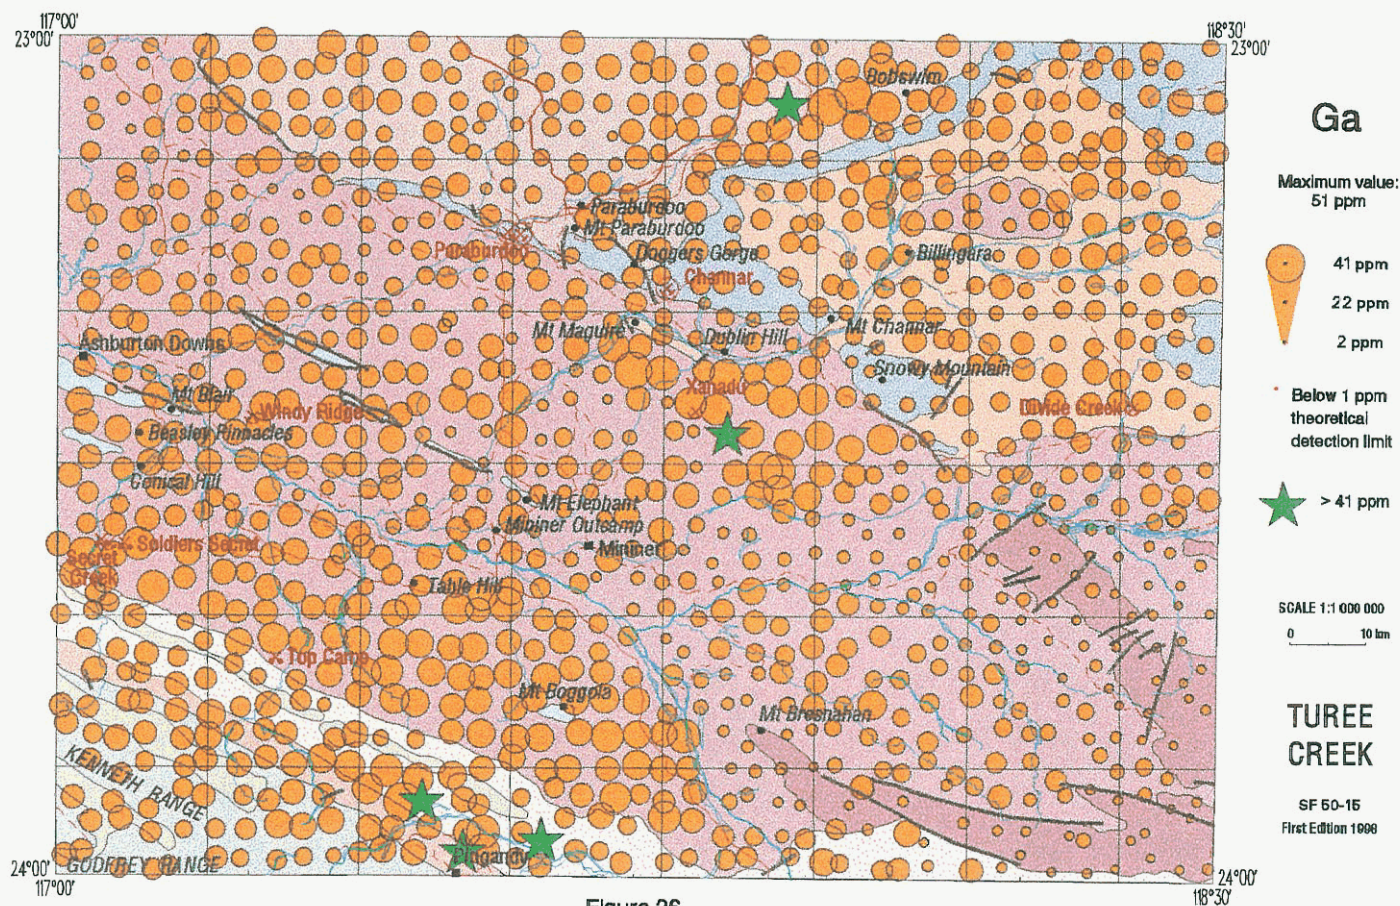 117°00'
23°00'
118°30'
23°00'
Bobswim
Ga
Maximum value:
51 ppm
Paraburdoo
Mt Paraburdoo
Paraburdoo
Doggers Gorge
Billingara
Channar
41 ppm
22 ppm
2 ppm
Mt Maguire
Dublin Hill
Mt Channar
Ashburton Downs
Snowy Mountain
Mt Blair
Xanadu
Windy Ridge
Divide Creek
Below 1 ppm
theoretical
detection limit
Beasley Pinnacles
Conical Hill
Mt Elephant
> 41 ppm
Mininer Outcamp
Soldiers Secret
Mininer
Secret
Creek
Table Hill
SCALE 1:1 000 000
0 10 km
Top Camp
Mt Boggola
Mt Bresnahan
TUREE
CREEK
KENNETH RANGE
SF 50-15
First Edition 1996
Pingandy
GODFREY RANGE
24°00'
117°00'
24°00'
118°30'
Figure 26